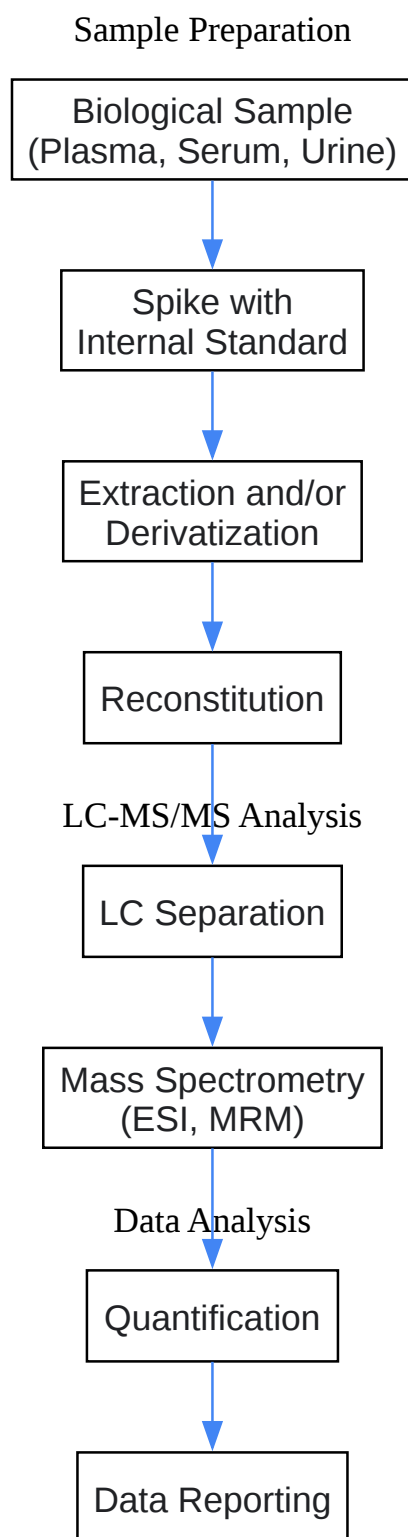 Sample Preparation
Biological Sample
(Plasma, Serum, Urine)
Spike with
Internal Standard
Extraction and/or
Derivatization
Reconstitution
LC-MS/MS Analysis
LC Separation
Mass Spectrometry
(ESI, MRM)
Data Analysis
Quantification
Data Reporting